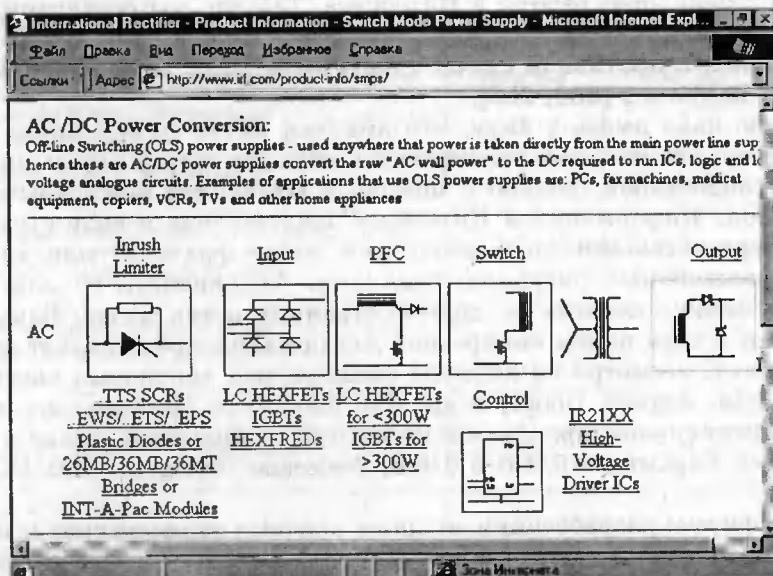 International Rectifier - Product Information - Switch Mode Power Supply - Microsoft Internet Expl...
Файл Правка Вид Переход Избранное Справка
Ссылки Адрес http://www.irf.com/product-info/smps/
AC /DC Power Conversion:
Off-line Switching (OLS) power supplies - used anywhere that power is taken directly from the main power line sup
hence these are AC/DC power supplies convert the raw "AC wall power" to the DC required to run ICs, logic and lo
voltage analogue circuits. Examples of applications that use OLS power supplies are: PCs, fax machines, medical
equipment, copiers, VCRs, TVs and other home appliances
Inrush
Limiter
Input
PFC
Switch
Output
AC
TTS SCRs
EWS/ ETS/ EPS
Plastic Diodes or
26MB/36MB/36MT
Bridges or
INT-A-Pac Modules
LC HEXFETs
IGBTs
HEXFREDs
LC HEXFETs
for <300W
IGBTs for
>300W
Control
IR21XX
High-
Voltage
Driver ICs
Зона Интернета